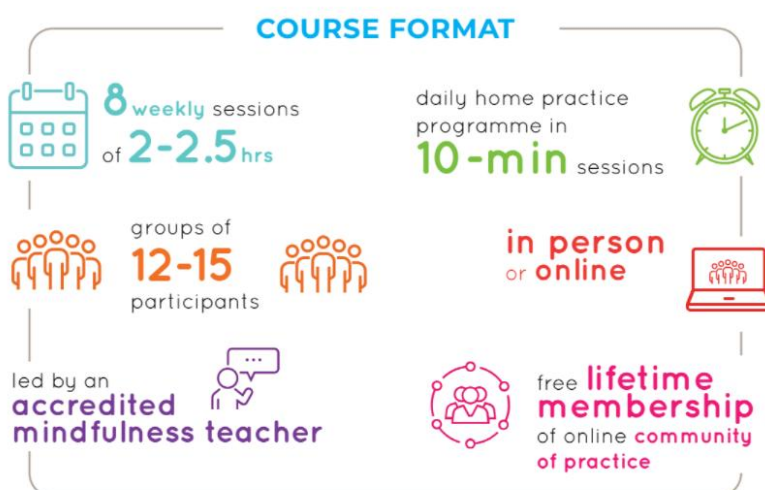 COURSE FORMAT
8 weekly sessions
of 2-2.5 hrs
daily home practice
programme in
10-min sessions
groups of
12-15
participants
in person
or online
led by an
accredited
mindfulness teacher
free lifetime
membership
of online community
of practice